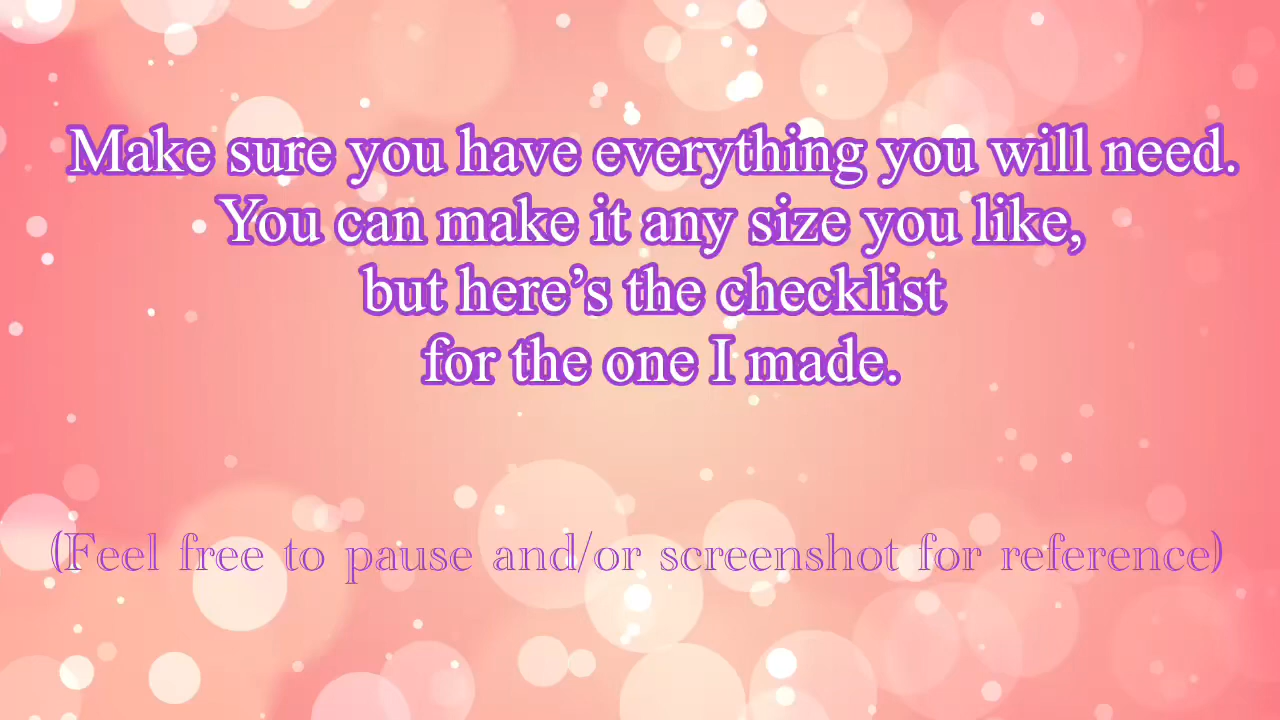 Make sure you have everything you will need.
You can make it any size you like,
but here’s the checklist
for the one I made.
(Feel free to pause and/or screenshot for reference)